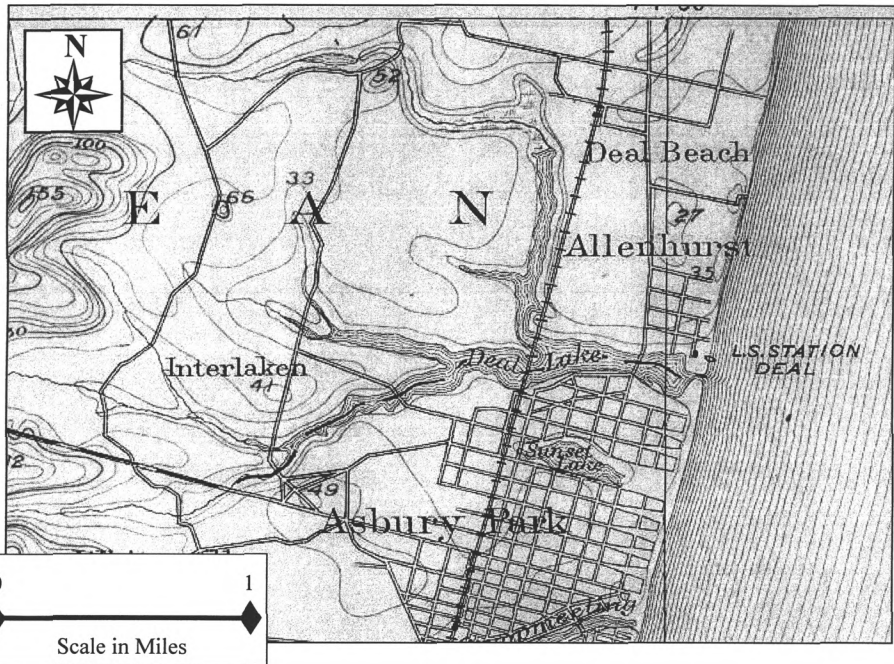 N
61
52
100
155
E
66
33
A
N
Deal Beach
27
Allenhurst
35
Interlaken
41
Deal Lake
L.S. STATION
DEAL
Sunset
Lake
49
Asbury Park
1
Scale in Miles